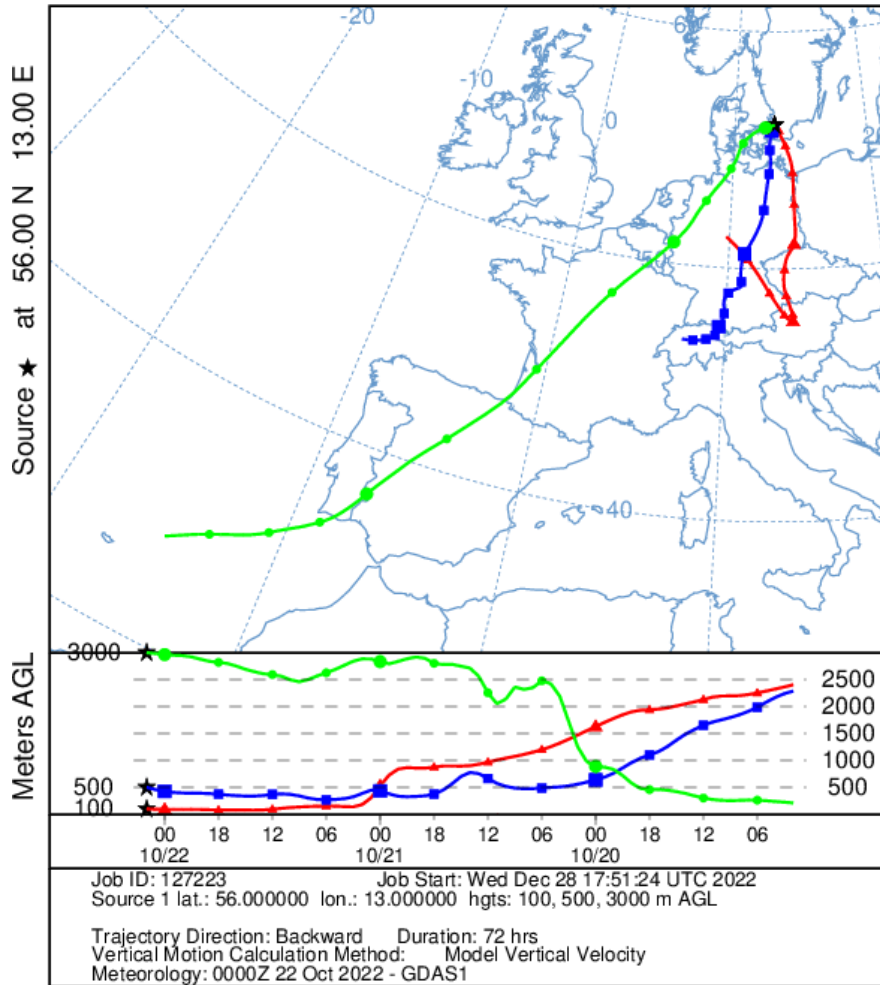 -20
60
-10
0
20
50
40
Source ★ at 56.00 N 13.00 E
3000
2500
2000
1500
1000
500
500
100
Meters AGL
00 18 12 06 00 18 12 06 00 18 12 06
10/22 10/21 10/20
Job ID: 127223 Job Start: Wed Dec 28 17:51:24 UTC 2022
Source 1 lat.: 56.000000 lon.: 13.000000 hgts: 100, 500, 3000 m AGL
Trajectory Direction: Backward Duration: 72 hrs
Vertical Motion Calculation Method: Model Vertical Velocity
Meteorology: 0000Z 22 Oct 2022 - GDAS1